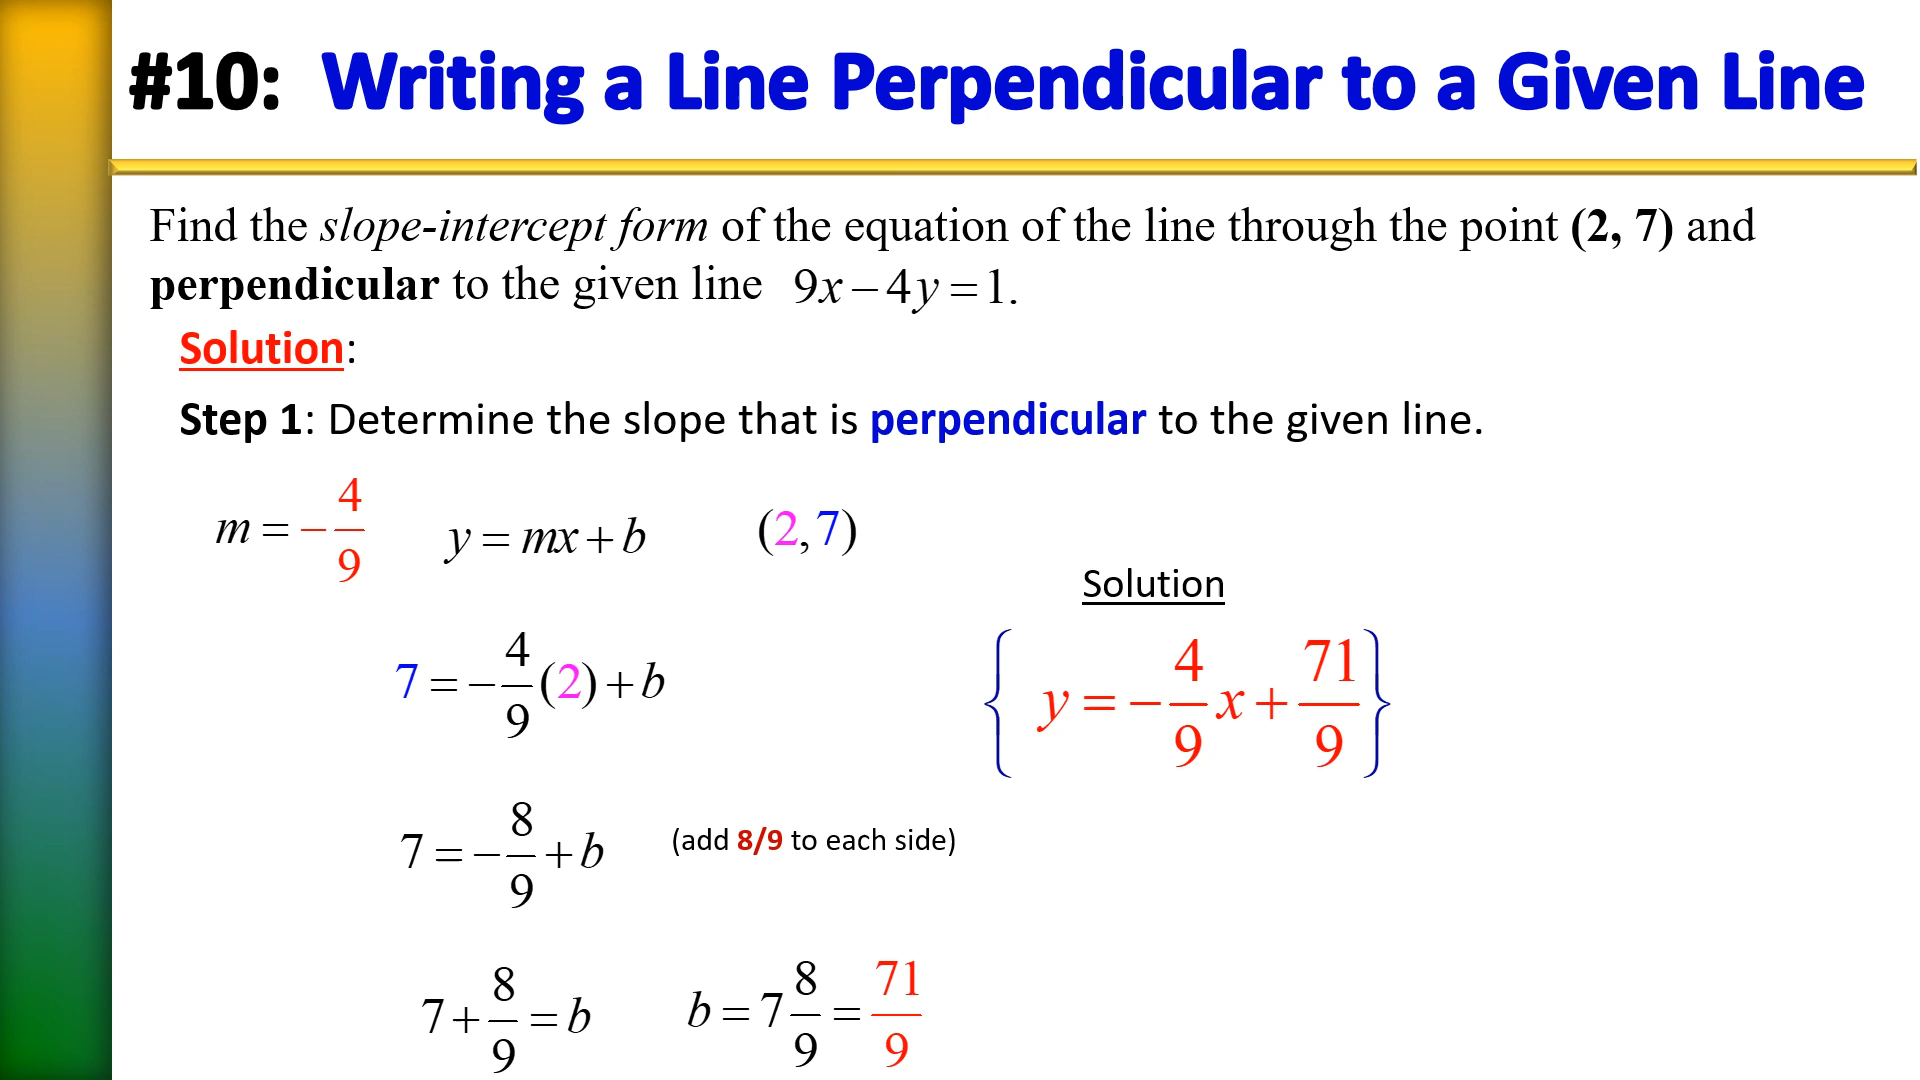 #10: Writing a Line Perpendicular to a Given Line
Find the slope-intercept form of the equation of the line through the point (2, 7) and
perpendicular to the given line 9x − 4y = 1.
Solution:
Step 1: Determine the slope that is perpendicular to the given line.
m = −4/9 y = mx + b (2, 7)
7 = −4/9(2) + b
7 = −8/9 + b (add 8/9 to each side)
7 + 8/9 = b b = 7 8/9 = 71/9
Solution
{ y = −4/9x + 71/9 }